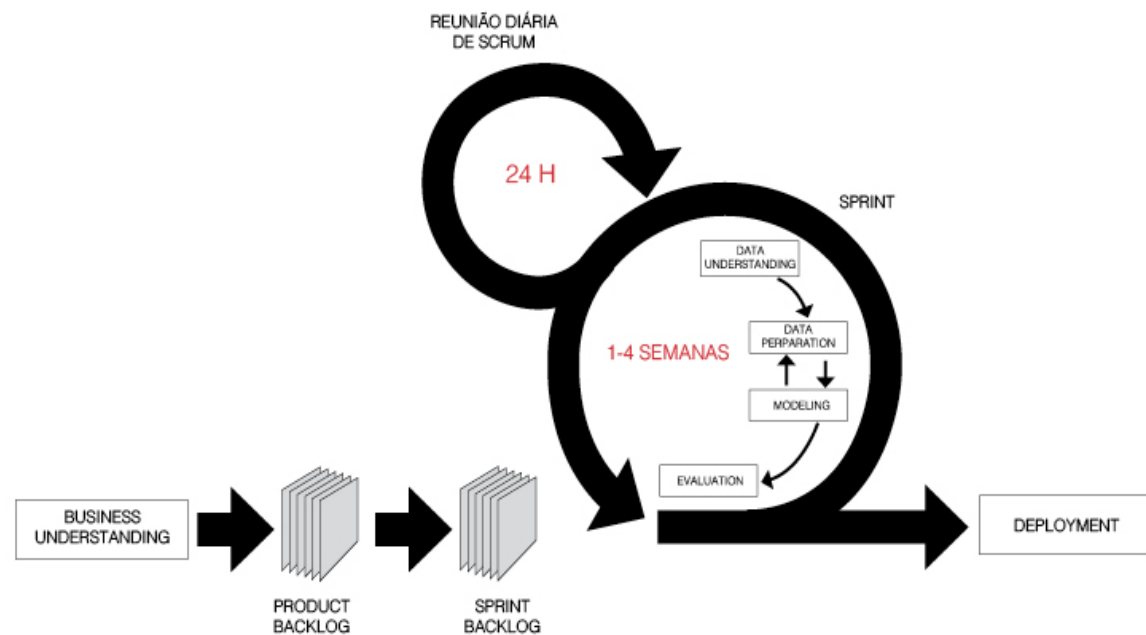 REUNIÃO DIÁRIA
DE SCRUM
24 H
SPRINT
DATA
UNDERSTANDING
DATA
PERPARATION
1-4 SEMANAS
MODELING
EVALUATION
BUSINESS
UNDERSTANDING
DEPLOYMENT
PRODUCT
BACKLOG
SPRINT
BACKLOG